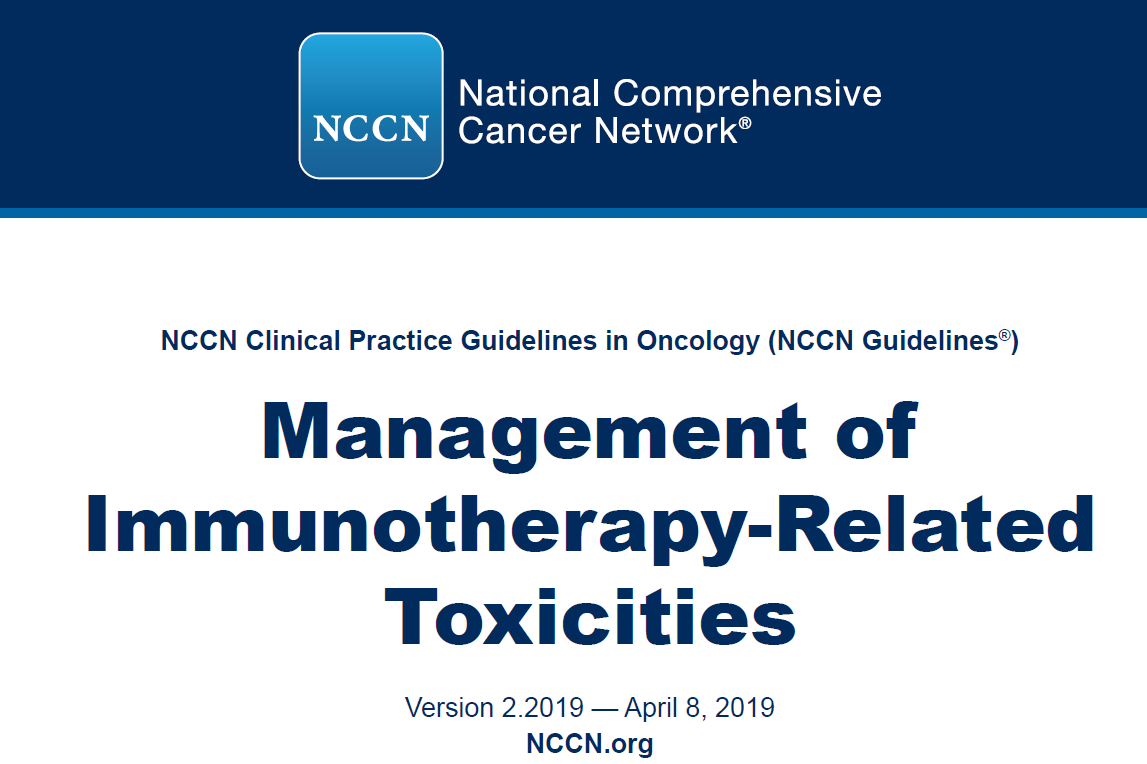 NCCN
National Comprehensive
Cancer Network®
NCCN Clinical Practice Guidelines in Oncology (NCCN Guidelines®)
Management of
Immunotherapy-Related
Toxicities
Version 2.2019 — April 8, 2019
NCCN.org